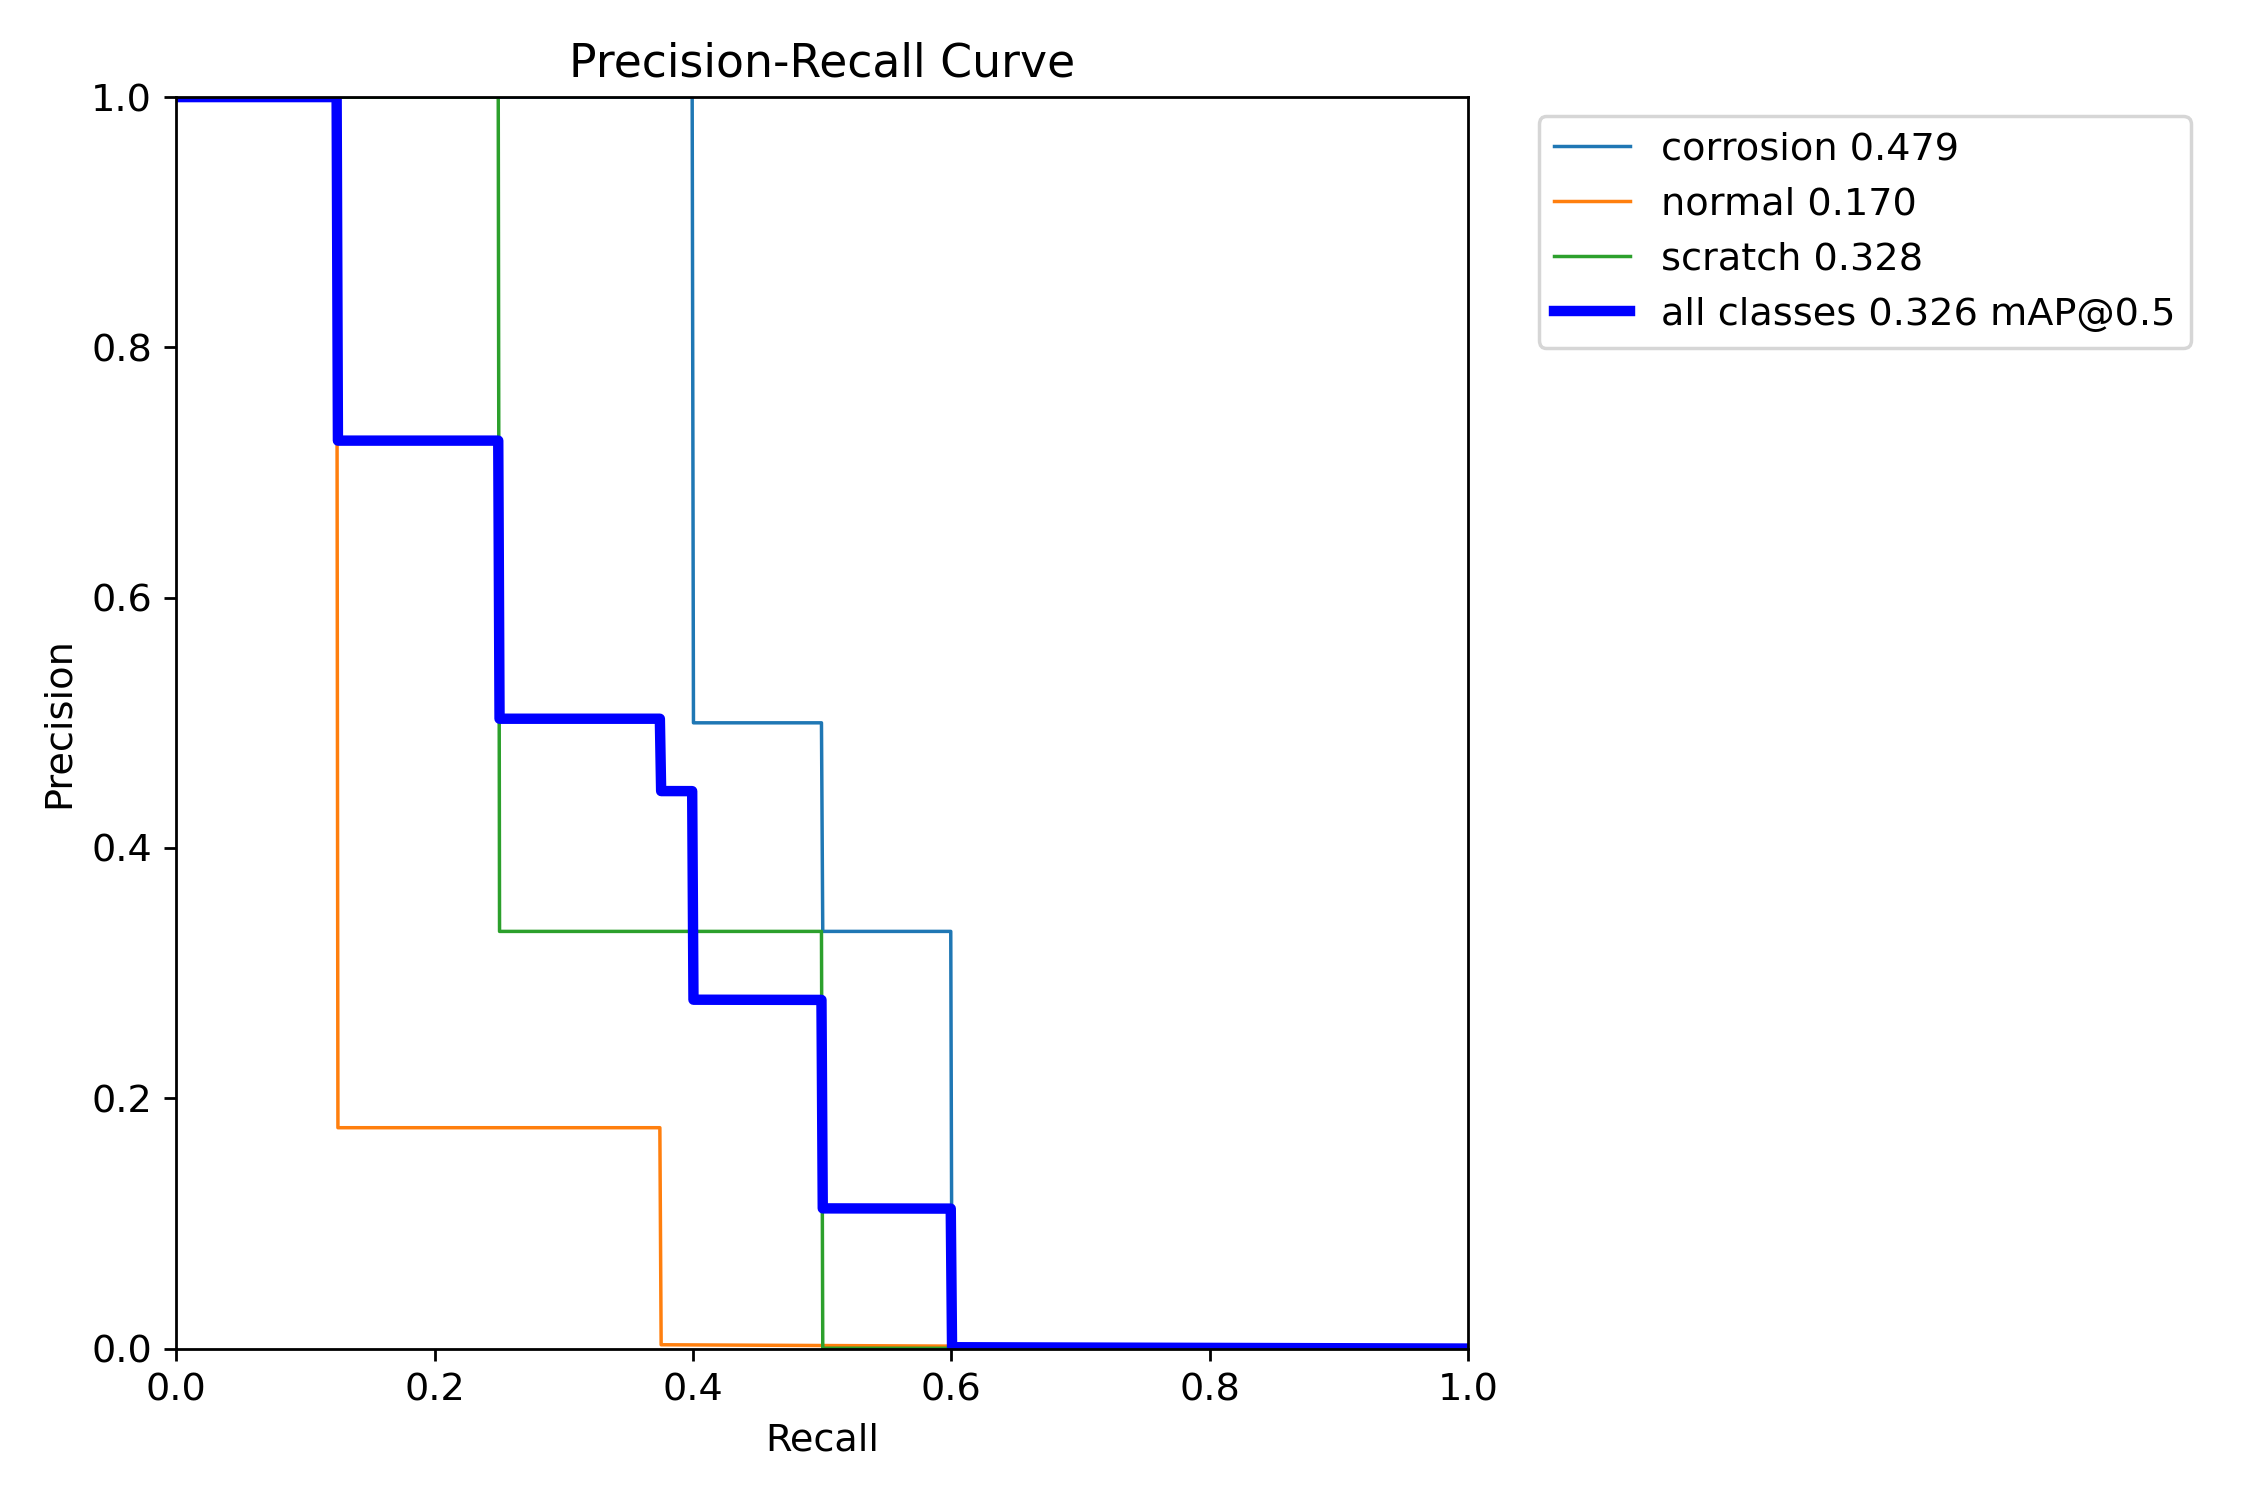 Precision-Recall Curve
1.0
0.8
0.6
0.4
0.2
0.0
Precision
0.0 0.2 0.4 0.6 0.8 1.0
Recall
corrosion 0.479
normal 0.170
scratch 0.328
all classes 0.326 mAP@0.5